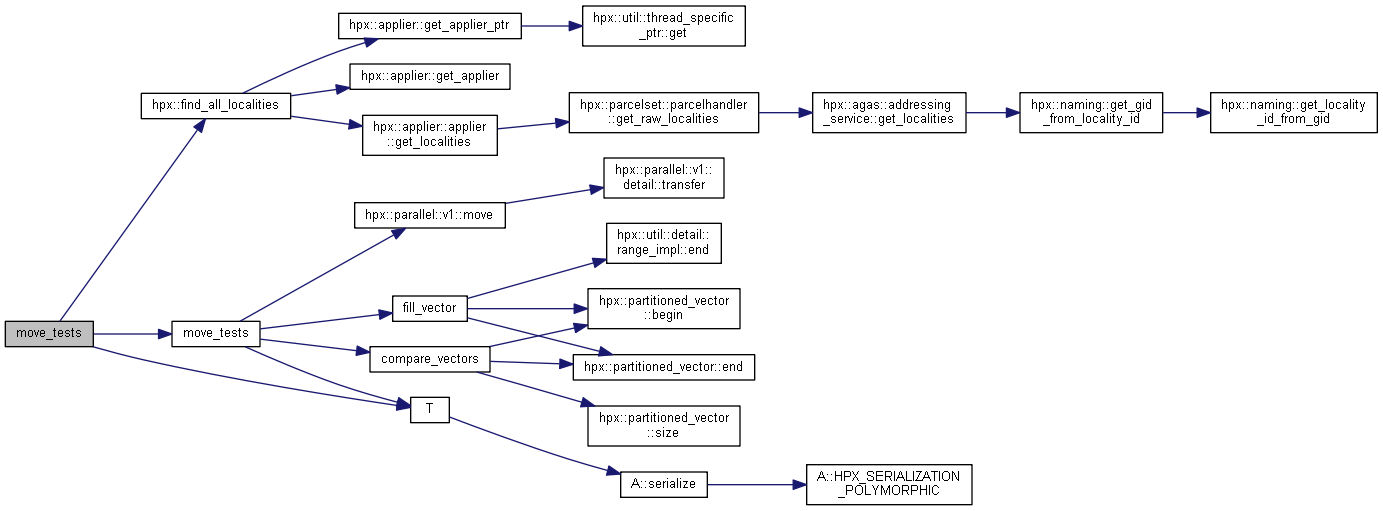 hpx::applier::get_applier_ptr
hpx::util::thread_specific
_ptr::get
hpx::applier::get_applier
hpx::find_all_localities
hpx::applier::applier
::get_localities
hpx::parcelset::parcelhandler
::get_raw_localities
hpx::agas::addressing
_service::get_localities
hpx::naming::get_gid
_from_locality_id
hpx::naming::get_locality
_id_from_gid
hpx::parallel::v1::
detail::transfer
hpx::parallel::v1::move
hpx::util::detail::
range_impl::end
move_tests
move_tests
fill_vector
hpx::partitioned_vector
::begin
compare_vectors
hpx::partitioned_vector::end
T
hpx::partitioned_vector
::size
A::serialize
A::HPX_SERIALIZATION
_POLYMORPHIC